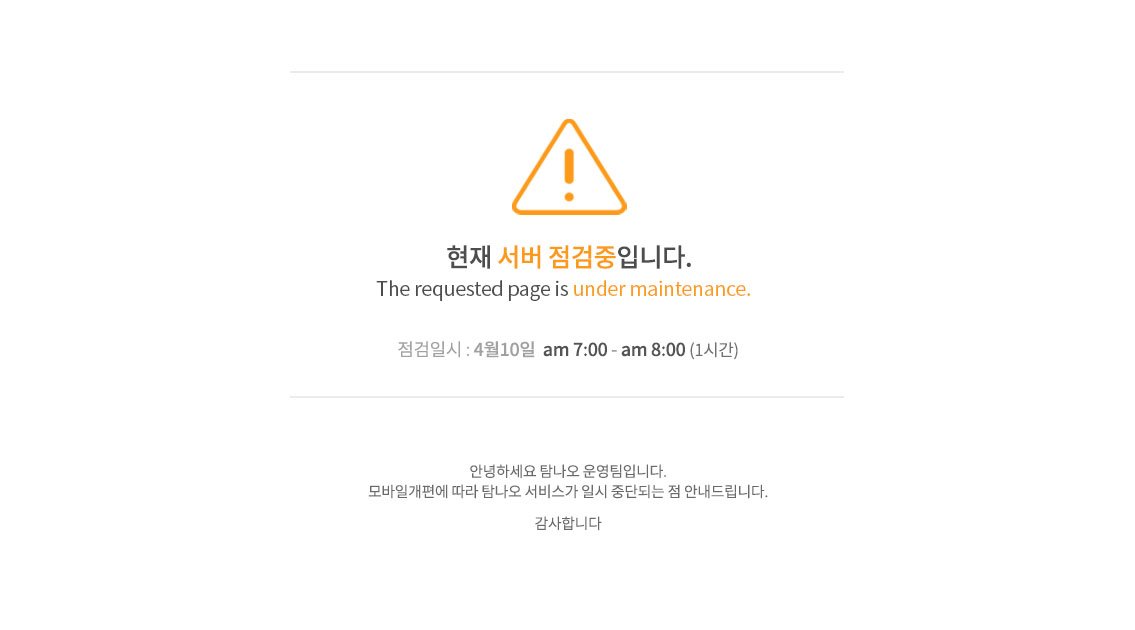 현재 서버 점검중입니다.
The requested page is under maintenance.
점검일시 : 4월10일 am 7:00 - am 8:00 (1시간)
안녕하세요 탐나오 운영팀입니다.
모바일개편에 따라 탐나오 서비스가 일시 중단되는 점 안내드립니다.
감사합니다